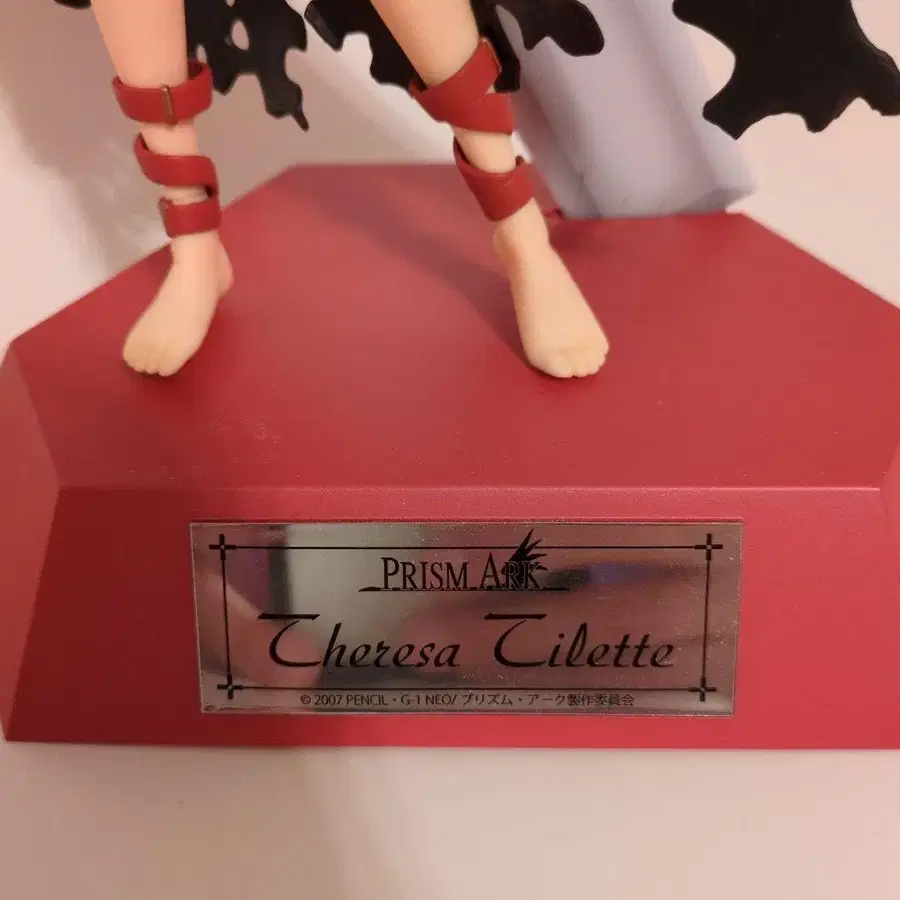 PRISM ARK
Theresa Tilette
© 2007 PENCIL・G-1 NEO/ プリズム・アーク製作委員会